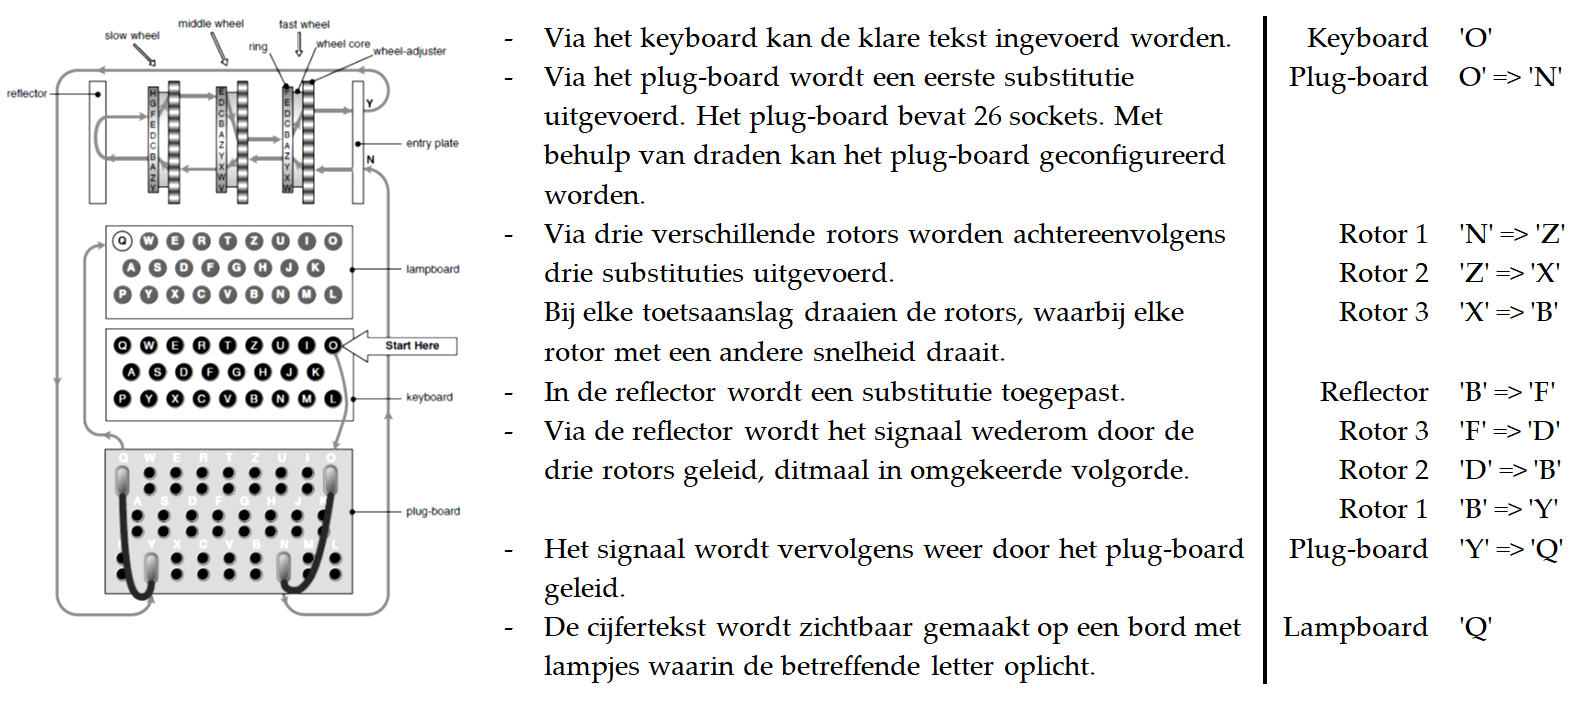 slow wheel
middle wheel
fast wheel
ring
wheel core
wheel-adjuster
reflector
H
G
F
E
D
C
B
A
Z
Y
E
D
C
B
A
Z
Y
X
W
V
E
D
C
B
A
Z
Y
X
W
Y
entry plate
N
Q W E R T Z U I O
A S D F G H J K
P Y X C V B N M L
lampboard
Q W E R T Z U I O
Start Here
A S D F G H J K
P Y X C V B N M L
keyboard
Q W E R T Z U I O
A S D F G H J K
Y X C V B N M L
plug-board
- Via het keyboard kan de klare tekst ingevoerd worden.
- Via het plug-board wordt een eerste substitutie
uitgevoerd. Het plug-board bevat 26 sockets. Met
behulp van draden kan het plug-board geconfigureerd
worden.
- Via drie verschillende rotors worden achtereenvolgens
drie substituties uitgevoerd.
Bij elke toetsaanslag draaien de rotors, waarbij elke
rotor met een andere snelheid draait.
- In de reflector wordt een substitutie toegepast.
- Via de reflector wordt het signaal wederom door de
drie rotors geleid, ditmaal in omgekeerde volgorde.
- Het signaal wordt vervolgens weer door het plug-board
geleid.
- De cijfertekst wordt zichtbaar gemaakt op een bord met
lampjes waarin de betreffende letter oplicht.
Keyboard 'O'
Plug-board O' => 'N'
Rotor 1 'N' => 'Z'
Rotor 2 'Z' => 'X'
Rotor 3 'X' => 'B'
Reflector 'B' => 'F'
Rotor 3 'F' => 'D'
Rotor 2 'D' => 'B'
Rotor 1 'B' => 'Y'
Plug-board 'Y' => 'Q'
Lampboard 'Q'